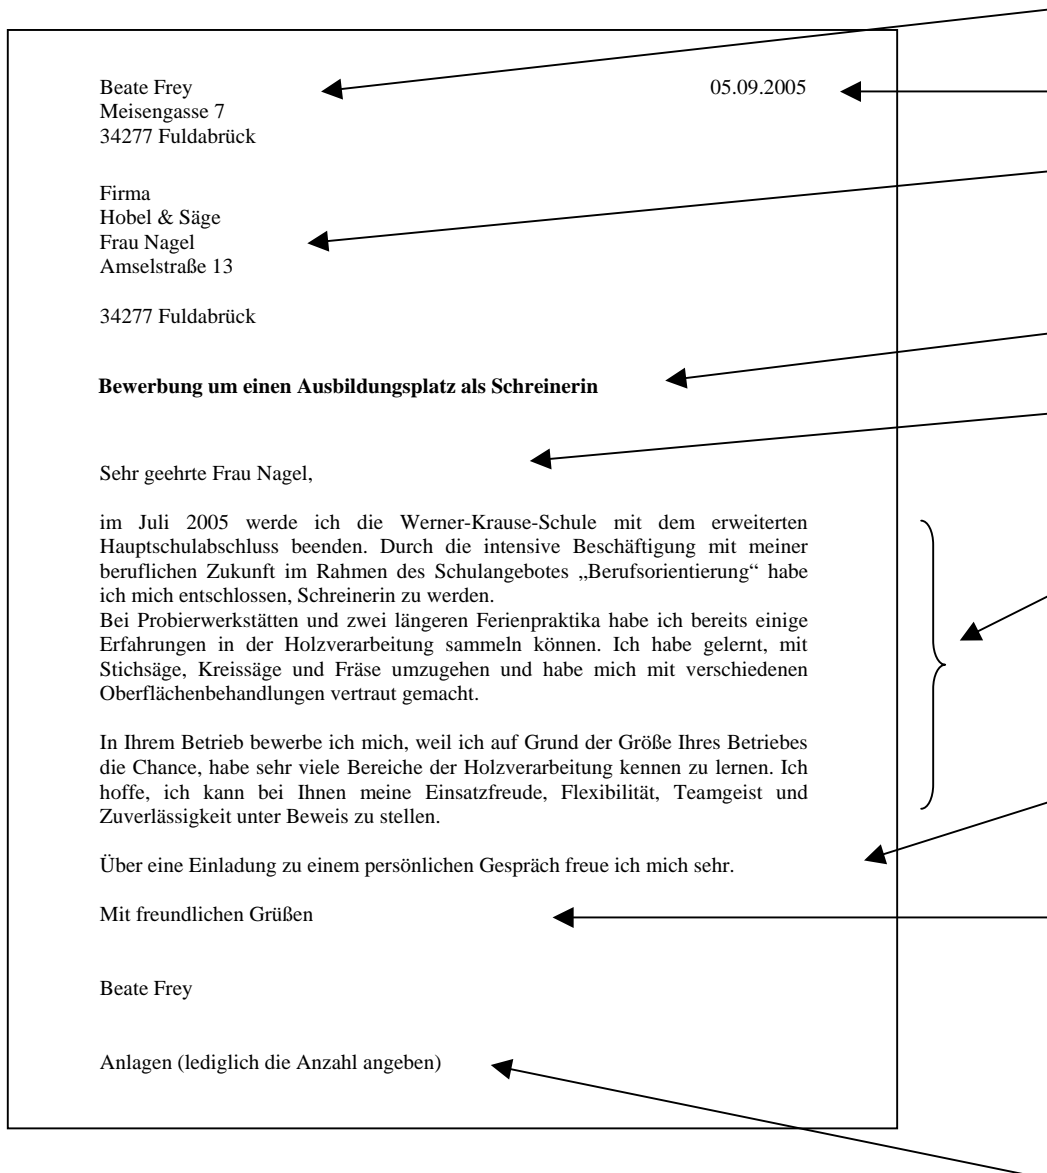 Beate Frey 05.09.2005
Meisengasse 7
34277 Fuldabrück
Firma
Hobel & Säge
Frau Nagel
Amselstraße 13
34277 Fuldabrück
Bewerbung um einen Ausbildungsplatz als Schreinerin
Sehr geehrte Frau Nagel,
im Juli 2005 werde ich die Werner-Krause-Schule mit dem erweiterten
Hauptschulabschluss beenden. Durch die intensive Beschäftigung mit meiner
beruflichen Zukunft im Rahmen des Schulangebotes „Berufsorientierung“ habe
ich mich entschlossen, Schreinerin zu werden.
Bei Probierwerkstätten und zwei längeren Ferienpraktika habe ich bereits einige
Erfahrungen in der Holzverarbeitung sammeln können. Ich habe gelernt, mit
Stichsäge, Kreissäge und Fräse umzugehen und habe mich mit verschiedenen
Oberflächenbehandlungen vertraut gemacht.
In Ihrem Betrieb bewerbe ich mich, weil ich auf Grund der Größe Ihres Betriebes
die Chance, habe sehr viele Bereiche der Holzverarbeitung kennen zu lernen. Ich
hoffe, ich kann bei Ihnen meine Einsatzfreude, Flexibilität, Teamgeist und
Zuverlässigkeit unter Beweis zu stellen.
Über eine Einladung zu einem persönlichen Gespräch freue ich mich sehr.
Mit freundlichen Grüßen
Beate Frey
Anlagen (lediglich die Anzahl angeben)